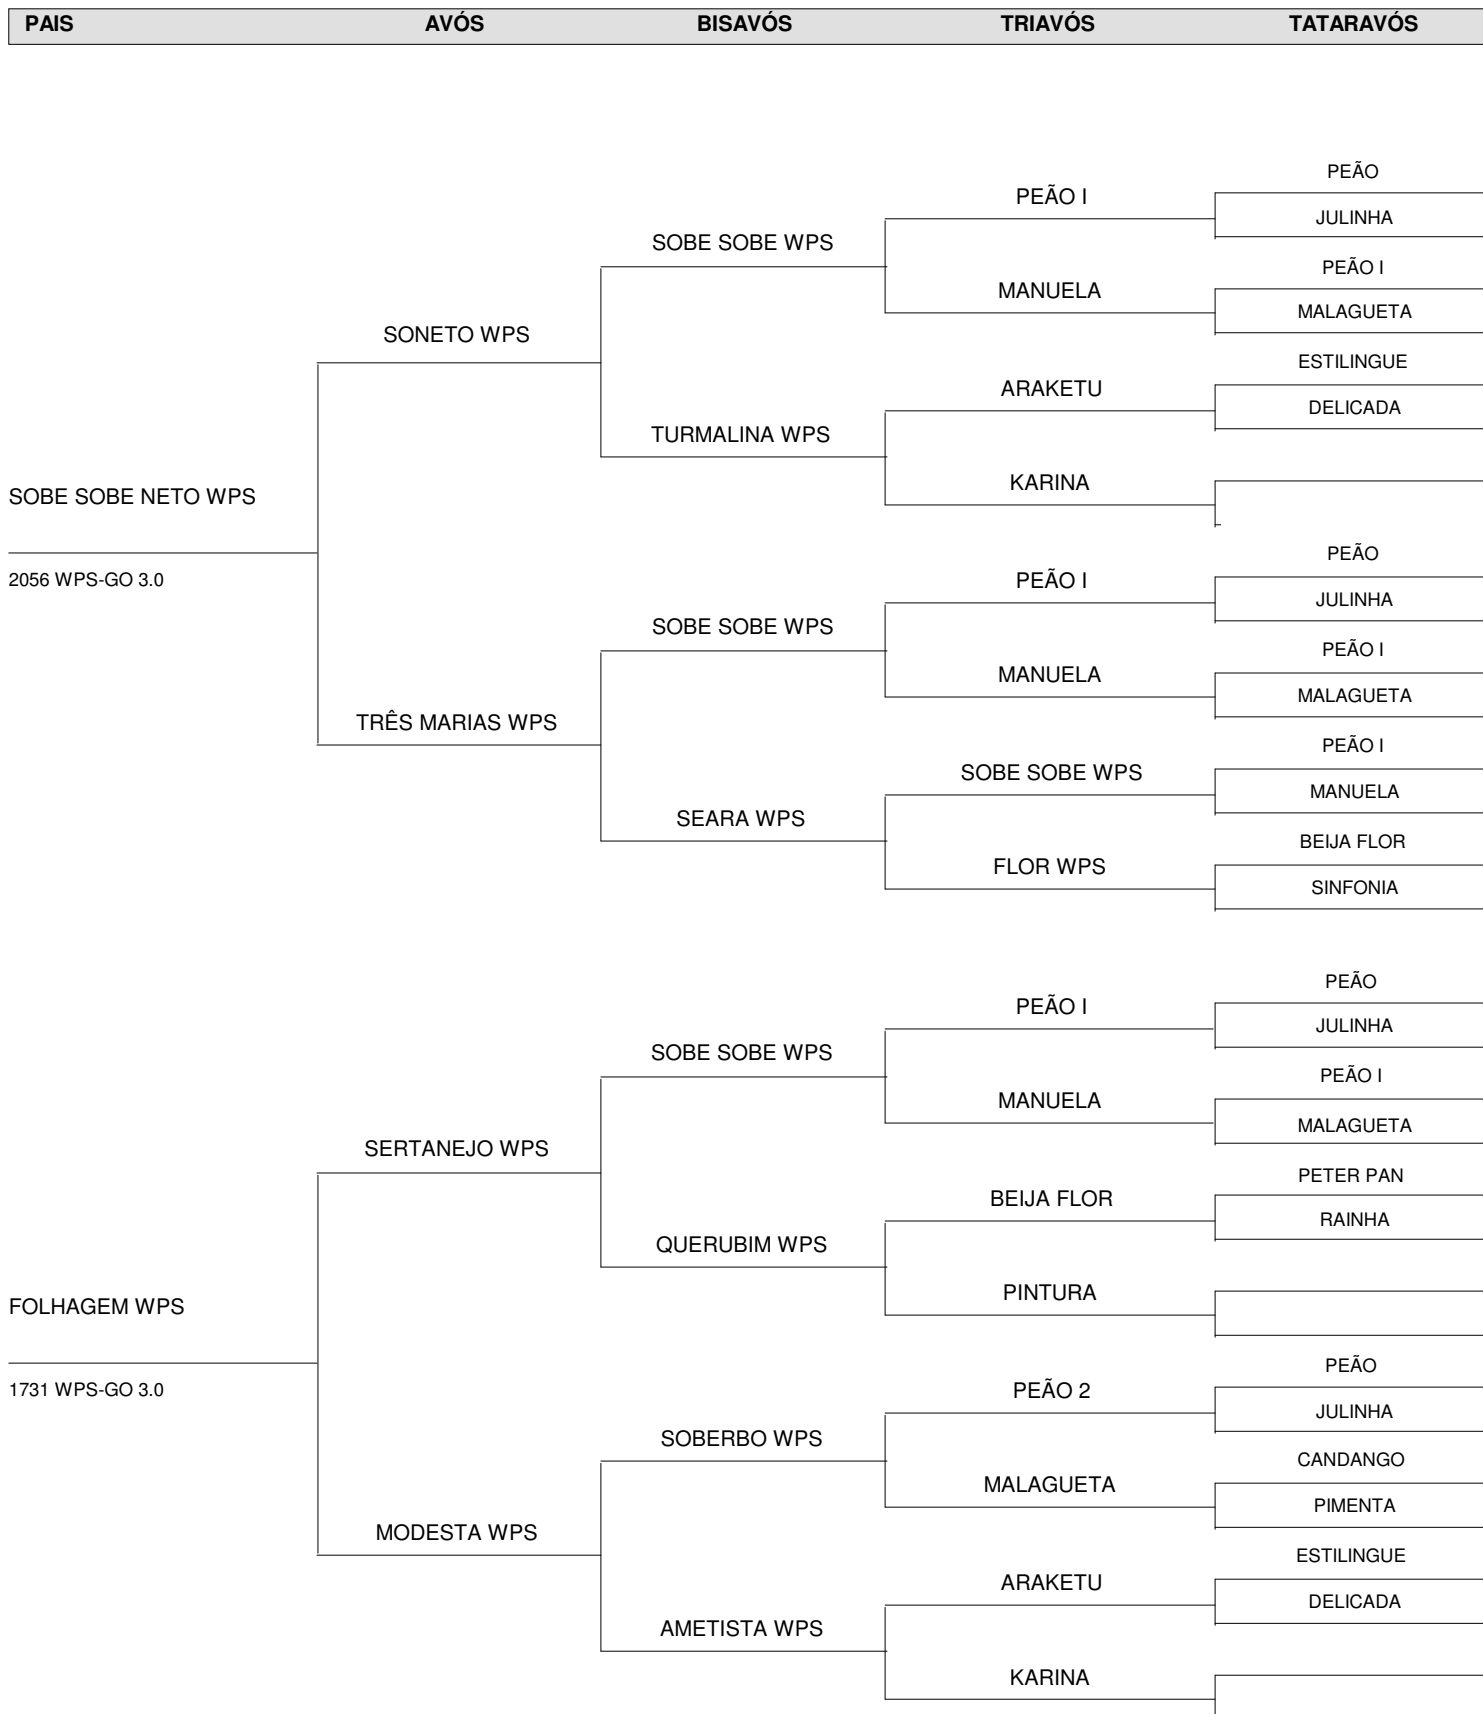 PAIS AVÓS BISAVÓS TRIAVÓS TATARAVÓS
PEÃO
PEÃO I
JULINHA
SOBE SOBE WPS
PEÃO I
MANUELA
MALAGUETA
SONETO WPS
ESTILINGUE
ARAKETU
DELICADA
TURMALINA WPS
KARINA
SOBE SOBE NETO WPS
PEÃO
2056 WPS-GO 3.0
PEÃO I
JULINHA
SOBE SOBE WPS
PEÃO I
MANUELA
MALAGUETA
TRÊS MARIAS WPS
PEÃO I
SOBE SOBE WPS
MANUELA
SEARA WPS
BEIJA FLOR
FLOR WPS
SINFONIA
PEÃO
PEÃO I
JULINHA
SOBE SOBE WPS
PEÃO I
MANUELA
MALAGUETA
SERTANEJO WPS
PETER PAN
BEIJA FLOR
RAINHA
QUERUBIM WPS
PINTURA
FOLHAGEM WPS
PEÃO
1731 WPS-GO 3.0
PEÃO 2
JULINHA
SOBERBO WPS
CANDANGO
MALAGUETA
PIMENTA
MODESTA WPS
ESTILINGUE
ARAKETU
DELICADA
AMETISTA WPS
KARINA